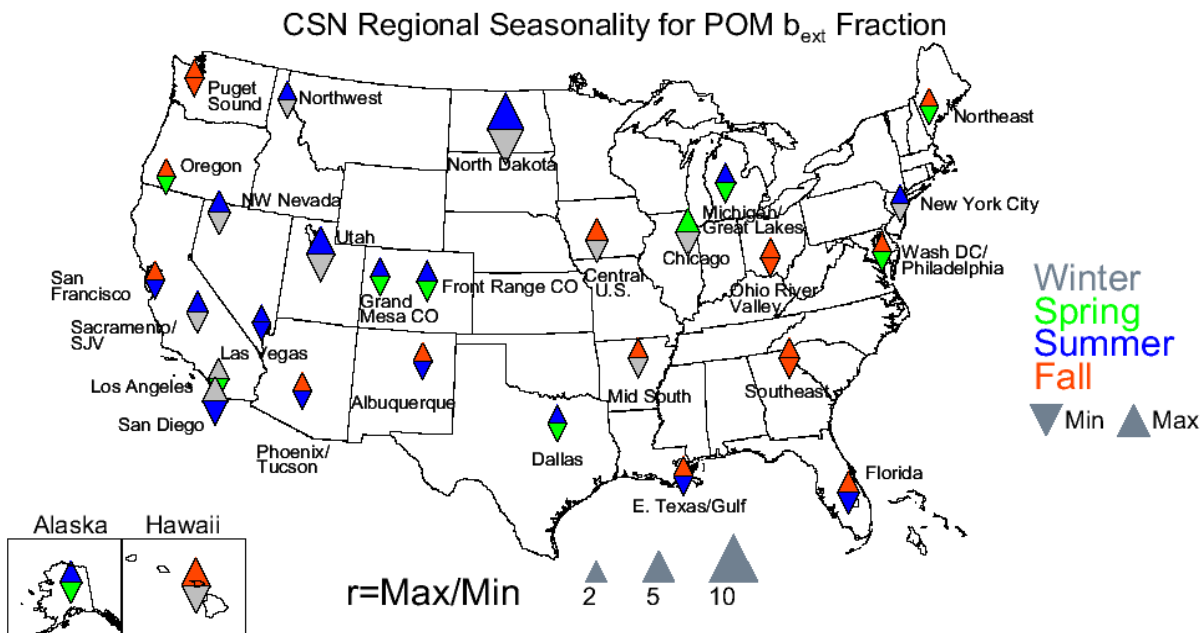 CSN Regional Seasonality for POM bext Fraction
Puget
Sound
Northwest
North Dakota
Northeast
Oregon
NW Nevada
Michigan/
Great Lakes
New York City
Utah
Chicago
Wash DC/
Philadelphia
San
Francisco
Grand
Mesa CO
Front Range CO
Central
U.S.
Ohio River
Valley
Winter
Spring
Summer
Fall
Min
Max
Sacramento/
SJV
Las Vegas
Los Angeles
San Diego
Albuquerque
Mid South
Southeast
Phoenix/
Tucson
Dallas
E. Texas/Gulf
Florida
Alaska
Hawaii
r=Max/Min
2
5
10